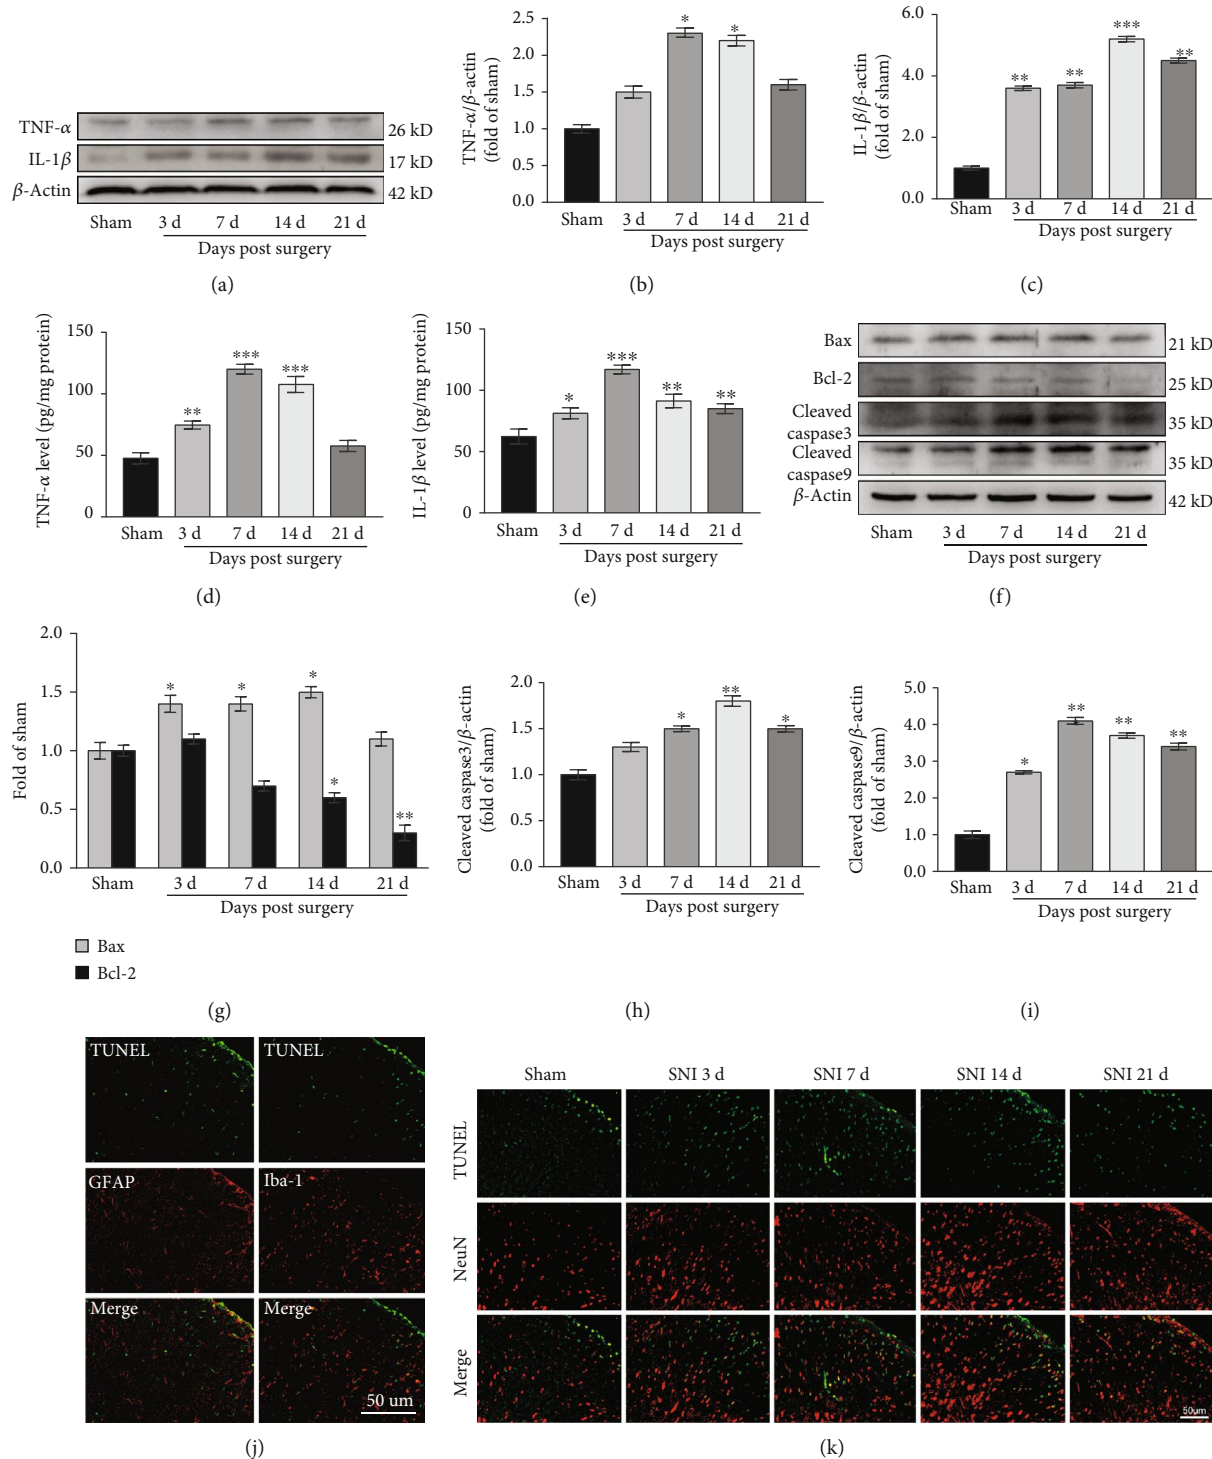 TNF-α
26 kD
IL-1β
17 kD
β-Actin
42 kD
Sham 3 d 7 d 14 d 21 d
Days post surgery
(a)
TNF-α/β-actin
(fold of sham)
2.5
2.0
1.5
1.0
1.5
0.0
* *
Sham 3 d 7 d 14 d 21 d
Days post surgery
(b)
IL-1β/β-actin
(fold of sham)
6.0
4.0
2.0
0.0
** ** *** **
Sham 3 d 7 d 14 d 21 d
Days post surgery
(c)
TNF-α level (pg/mg protein)
150
100
50
0
** *** ***
Sham 3 d 7 d 14 d 21 d
Days post surgery
(d)
IL-1β level (pg/mg protein)
150
100
50
0
* *** ** **
Sham 3 d 7 d 14 d 21 d
Days post surgery
(e)
Bax
21 kD
Bcl-2
25 kD
Cleaved
caspase3
35 kD
Cleaved
caspase9
35 kD
β-Actin
42 kD
Sham 3 d 7 d 14 d 21 d
Days post surgery
(f)
Fold of sham
2.0
1.5
1.0
0.5
0.0
* * * * **
Sham 3 d 7 d 14 d 21 d
Days post surgery
Bax
Bcl-2
(g)
Cleaved caspase3/β-actin
(fold of sham)
2.0
1.5
1.0
0.5
0.0
* ** *
Sham 3 d 7 d 14 d 21 d
Days post surgery
(h)
Cleaved caspase9/β-actin
(fold of sham)
5.0
4.0
3.0
2.0
1.0
0.0
* ** ** **
Sham 3 d 7 d 14 d 21 d
Days post surgery
(i)
TUNEL TUNEL
GFAP Iba-1
Merge Merge
50 um
(j)
Sham SNI 3 d SNI 7 d SNI 14 d SNI 21 d
TUNEL
NeuN
Merge
50um
(k)